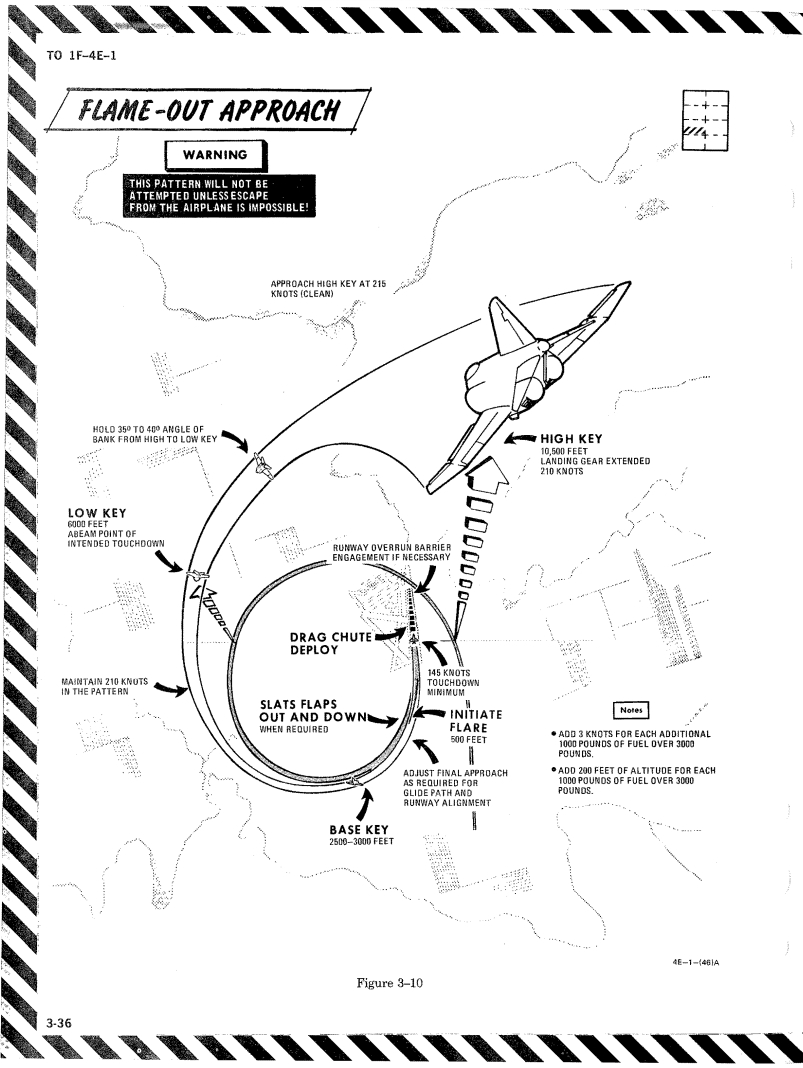 TO 1F-4E-1
FLAME-OUT APPROACH
WARNING
THIS PATTERN WILL NOT BE
ATTEMPTED UNLESS ESCAPE
FROM THE AIRPLANE IS IMPOSSIBLE!
APPROACH HIGH KEY AT 215
KNOTS (CLEAN)
HOLD 35° TO 40° ANGLE OF
BANK FROM HIGH TO LOW KEY
HIGH KEY
10,500 FEET
LANDING GEAR EXTENDED
210 KNOTS
LOW KEY
6000 FEET
ABEAM POINT OF
INTENDED TOUCHDOWN
RUNWAY OVERRUN BARRIER
ENGAGEMENT IF NECESSARY
DRAG CHUTE
DEPLOY
145 KNOTS
TOUCHDOWN
MINIMUM
MAINTAIN 210 KNOTS
IN THE PATTERN
SLATS FLAPS
OUT AND DOWN
WHEN REQUIRED
INITIATE
FLARE
500 FEET
ADJUST FINAL APPROACH
AS REQUIRED FOR
GLIDE PATH AND
RUNWAY ALIGNMENT
BASE KEY
2500-3000 FEET
Notes
● ADD 3 KNOTS FOR EACH ADDITIONAL
1000 POUNDS OF FUEL OVER 3000
POUNDS.
● ADD 200 FEET OF ALTITUDE FOR EACH
1000 POUNDS OF FUEL OVER 3000
POUNDS.
4E-1-(46)A
Figure 3-10
3-36